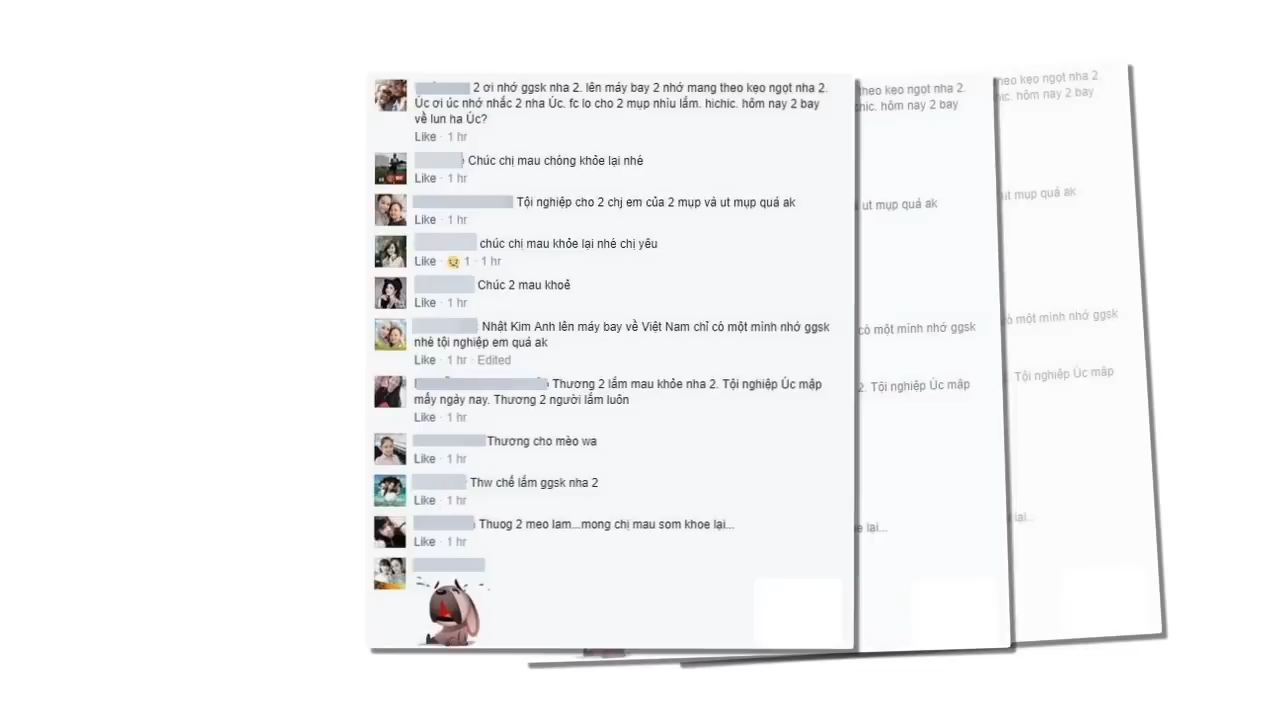 2 ơi nhớ ggsk nha 2. lên máy bay 2 nhớ mang theo kẹo ngọt nha 2.
Úc ơi úc nhớ nhắc 2 nha Úc. fc lo cho 2 mụp nhìu lắm. hichic. hôm nay 2 bay
về lun ha Úc?
Like · 1 hr
Chúc chị mau chóng khỏe lại nhé
Like · 1 hr
Tội nghiệp cho 2 chị em của 2 mụp và ut mụp quá ak
Like · 1 hr
chúc chị mau khỏe lại nhé chị yêu
Like · 1 · 1 hr
Chúc 2 mau khoẻ
Like · 1 hr
Nhật Kim Anh lên máy bay về Việt Nam chỉ có một mình nhớ ggsk
nhé tội nghiệp em quá ak
Like · 1 hr · Edited
Thương 2 lắm mau khỏe nha 2. Tội nghiệp Úc mập
mấy ngày nay. Thương 2 người lắm luôn
Like · 1 hr
Thương cho mèo wa
Like · 1 hr
Thw chế lắm ggsk nha 2
Like · 1 hr
Thuog 2 meo lam...mong chị mau som khoe lại...
Like · 1 hr
theo kẹo ngọt nha 2.
hichic. hôm nay 2 bay
ut mụp quá ak
có một mình nhớ ggsk
2. Tội nghiệp Úc mập
lại...
kẹo ngọt nha 2.
hôm nay 2 bay
mụp quá ak
một mình nhớ ggsk
Tội nghiệp Úc mập
lại...